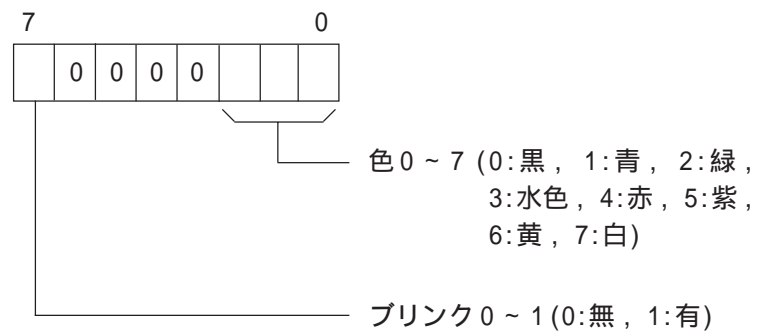 7 0
0 0 0 0
色0～7 (0:黒, 1:青, 2:緑,
3:水色, 4:赤, 5:紫,
6:黄, 7:白)
ブリンク0～1(0:無, 1:有)